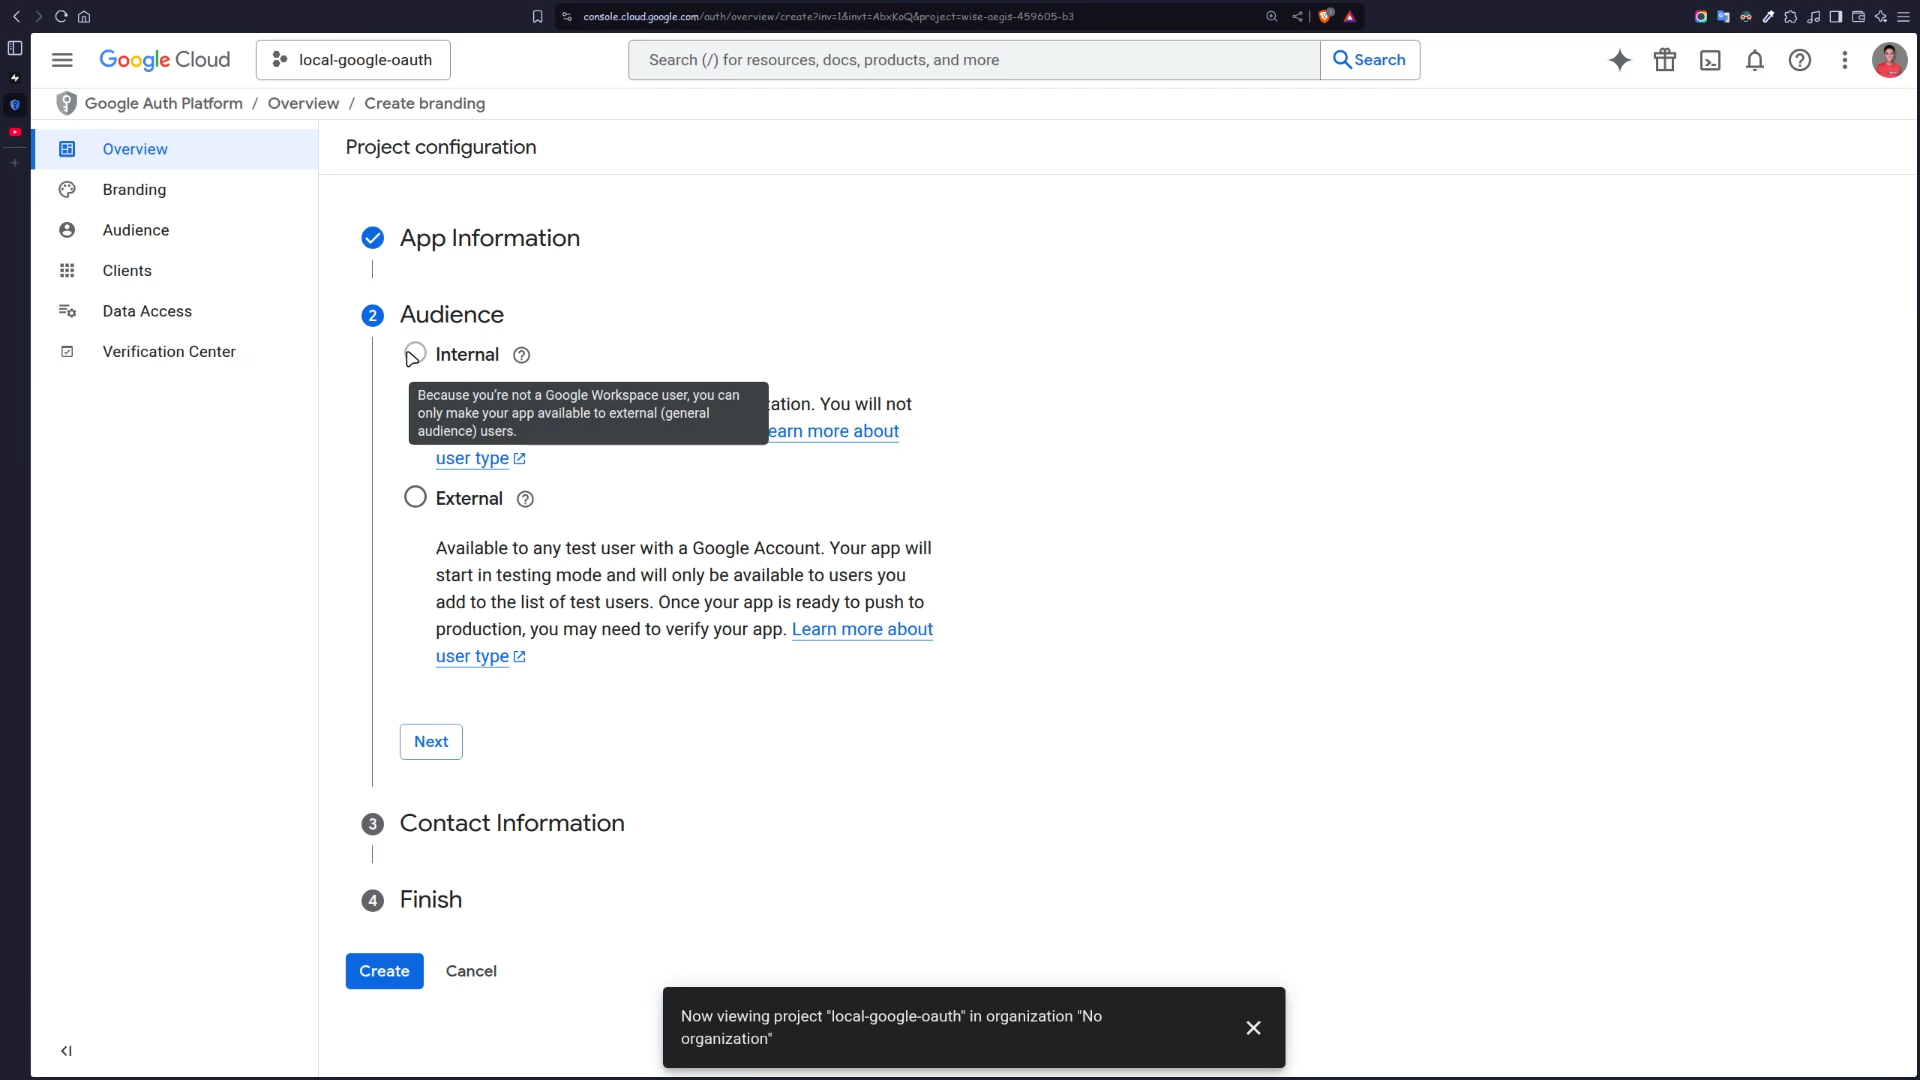 console.cloud.google.com/auth/overview/create?inv=1&invt=AbxKoQ&project=wise-aegis-459605-b3
Google Cloud
local-google-oauth
Search (/) for resources, docs, products, and more
Search
Google Auth Platform / Overview / Create branding
Overview
Branding
Audience
Clients
Data Access
Verification Center
Project configuration
App Information
2 Audience
Internal
Because you're not a Google Workspace user, you can
only make your app available to external (general
audience) users.
ation. You will not
earn more about
user type
External
Available to any test user with a Google Account. Your app will
start in testing mode and will only be available to users you
add to the list of test users. Once your app is ready to push to
production, you may need to verify your app. Learn more about
user type
Next
3 Contact Information
4 Finish
Create
Cancel
Now viewing project "local-google-oauth" in organization "No
organization"